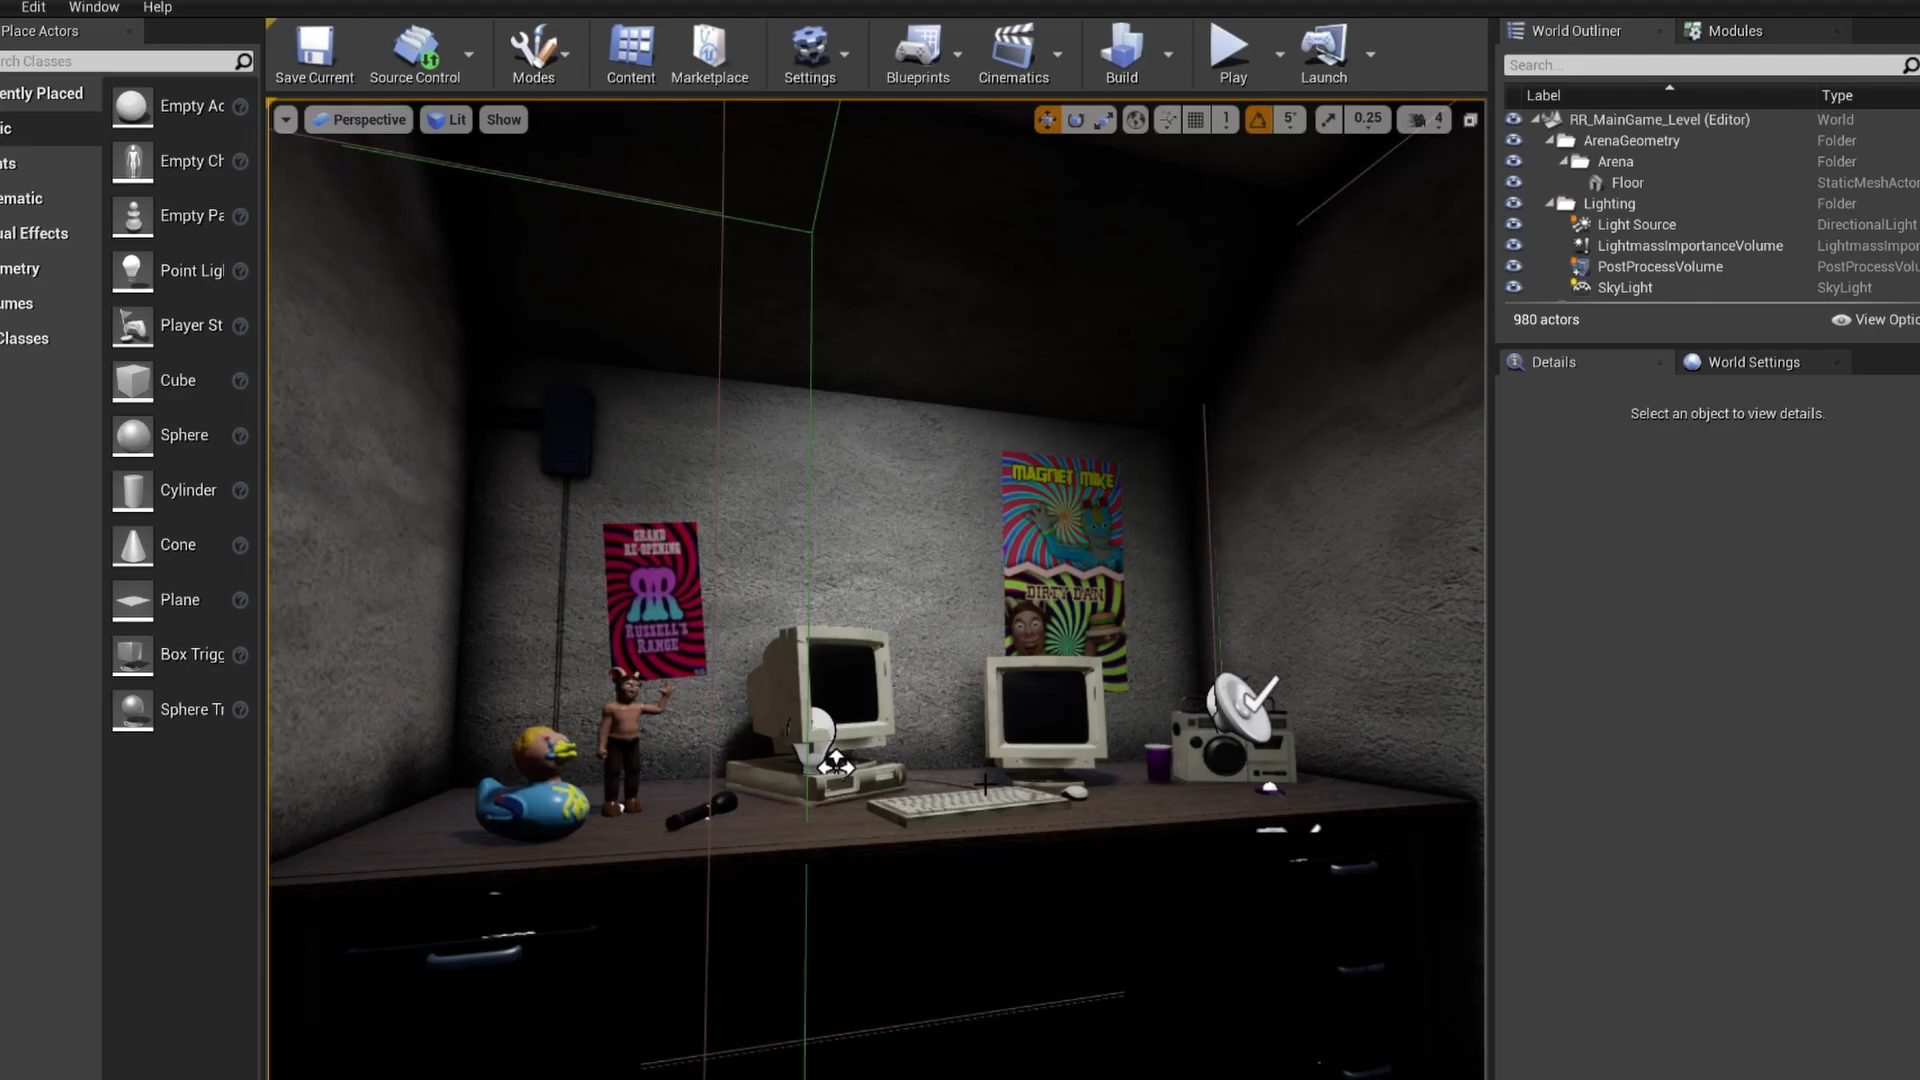 Edit Window Help
Place Actors
rch Classes
ently Placed
ic
nts
ematic
ual Effects
metry
umes
Classes
Empty Ac
Empty Ch
Empty Pa
Point Ligh
Player St
Cube
Sphere
Cylinder
Cone
Plane
Box Trigg
Sphere Tr
Save Current
Source Control
Modes
Content
Marketplace
Settings
Blueprints
Cinematics
Build
Play
Launch
Perspective
Lit
Show
1
5°
0.25
4
GRAND
RE-OPENING
RUSSELL'S
RANGE
MAGNET MIKE
DIRTY DAN
World Outliner
Modules
Search...
Label Type
RR_MainGame_Level (Editor) World
ArenaGeometry Folder
Arena Folder
Floor StaticMeshActor
Lighting Folder
Light Source DirectionalLight
LightmassImportanceVolume LightmassImpor
PostProcessVolume PostProcessVolu
SkyLight SkyLight
980 actors
View Optio
Details
World Settings
Select an object to view details.